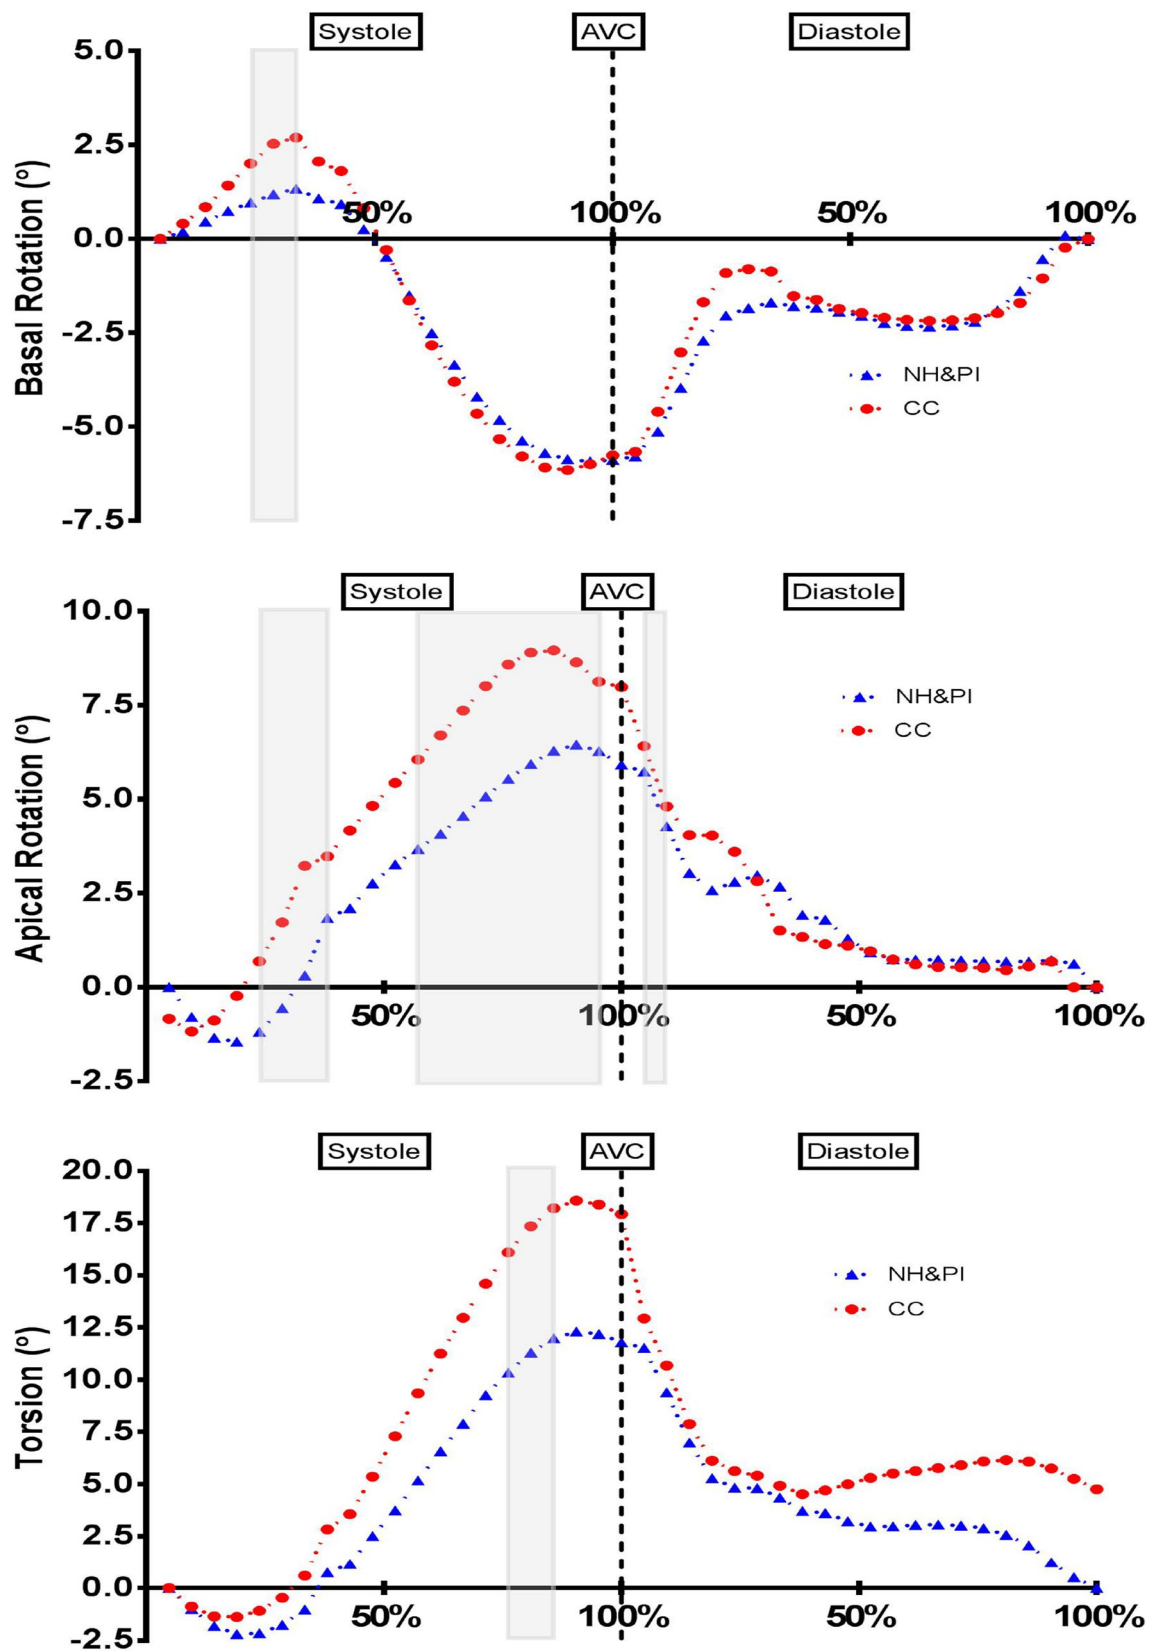 Systole AVC Diastole
5.0
2.5
50% 100% 50% 100%
0.0
-2.5
-5.0
-7.5
Basal Rotation (º)
NH&PI
CC
Systole AVC Diastole
10.0
7.5
5.0
2.5
0.0
50% 100% 50% 100%
-2.5
Apical Rotation (º)
NH&PI
CC
Systole AVC Diastole
20.0
17.5
15.0
12.5
10.0
7.5
5.0
2.5
0.0
50% 100% 50% 100%
-2.5
Torsion (º)
NH&PI
CC